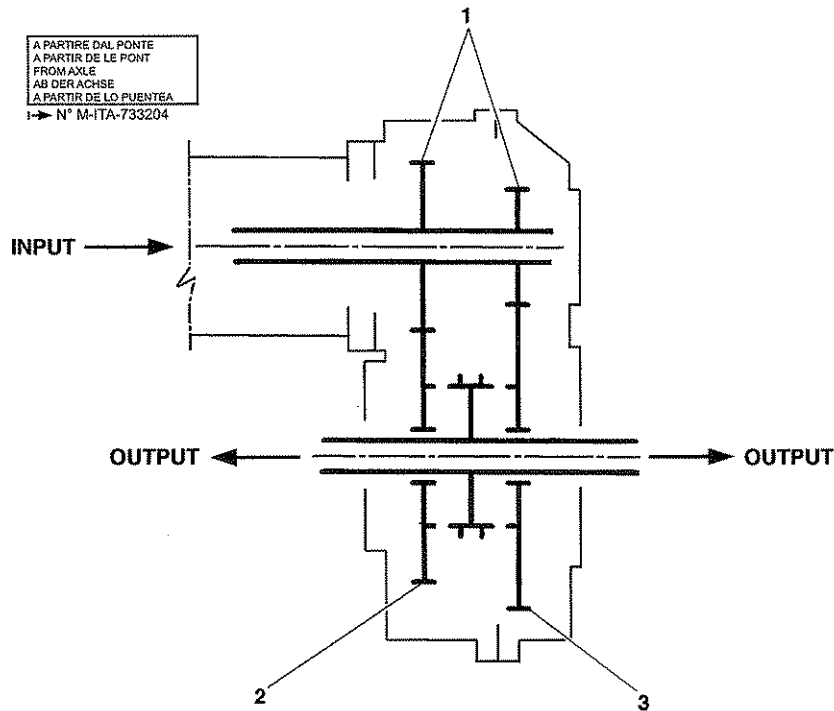 1
A PARTIRE DAL PONTE
A PARTIR DE LE PONT
FROM AXLE
AB DER ACHSE
A PARTIR DE LO PUENTEA
N° M-ITA-733204
INPUT
OUTPUT
OUTPUT
2
3